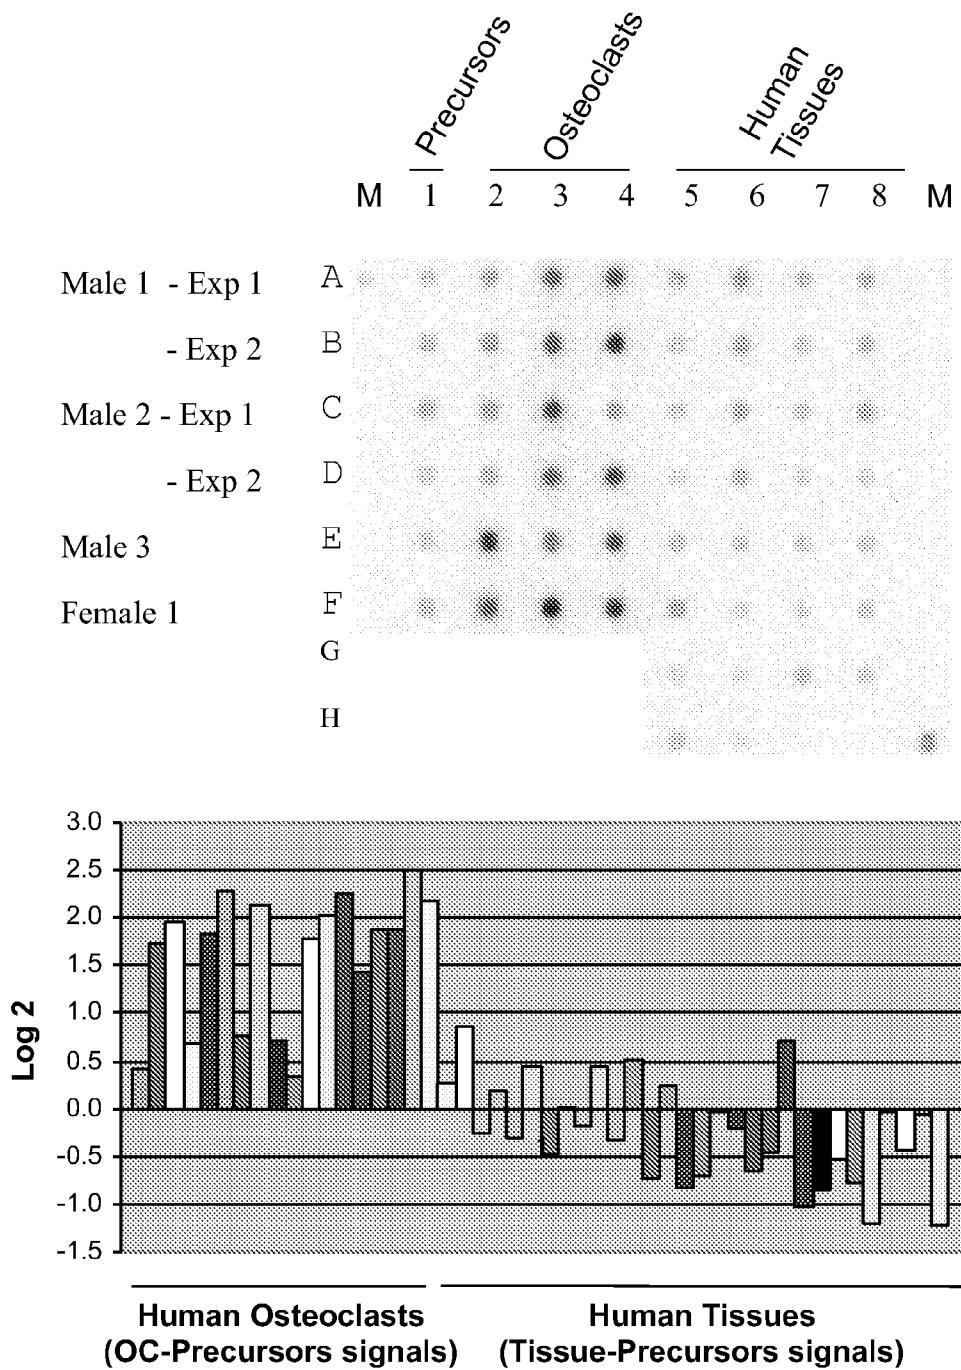 Precursors
Osteoclasts
Human
Tissues
M 1 2 3 4 5 6 7 8 M
Male 1 - Exp 1 A
- Exp 2 B
Male 2 - Exp 1 C
- Exp 2 D
Male 3 E
Female 1 F
G
H
3.0
2.5
2.0
1.5
1.0
0.5
0.0
-0.5
-1.0
-1.5
Log 2
Human Osteoclasts
(OC-Precursors signals)
Human Tissues
(Tissue-Precursors signals)